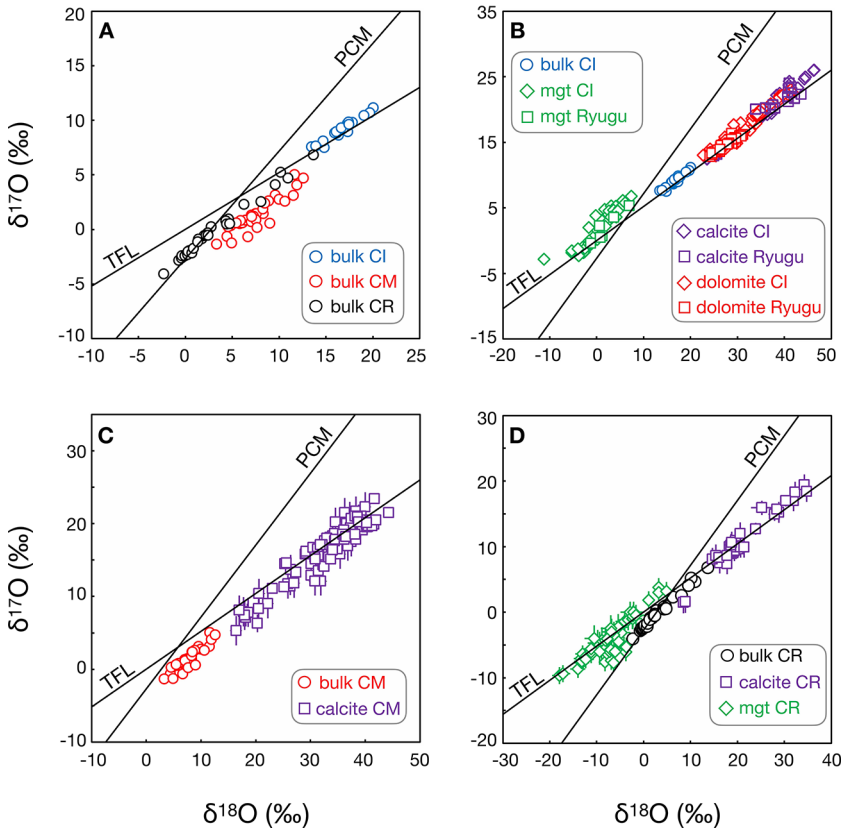 A
PCM
TFL
bulk CI
bulk CM
bulk CR
20
15
10
5
0
-5
-10
-10
-5
0
5
10
15
20
25
δ¹⁷O (‰)
B
PCM
TFL
bulk CI
mgt CI
mgt Ryugu
calcite CI
calcite Ryugu
dolomite CI
dolomite Ryugu
35
25
15
5
-5
-15
-20
-10
0
10
20
30
40
50
C
PCM
TFL
bulk CM
calcite CM
30
20
10
0
-10
-10
0
10
20
30
40
50
δ¹⁷O (‰)
δ¹⁸O (‰)
D
PCM
TFL
bulk CR
calcite CR
mgt CR
30
20
10
0
-10
-20
-30
-20
-10
0
10
20
30
40
δ¹⁸O (‰)